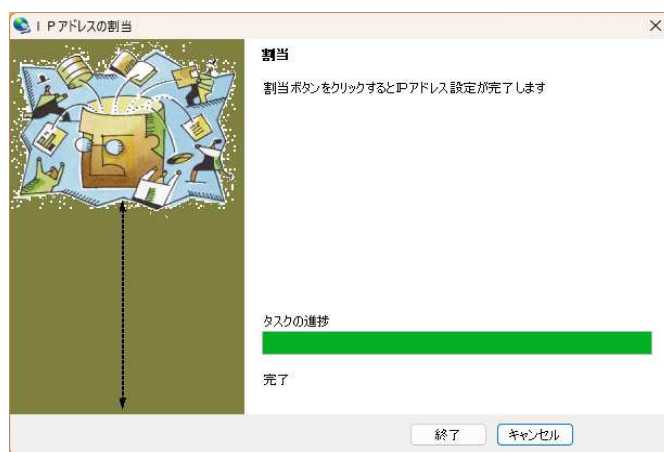 IPアドレスの割当
割当
割当ボタンをクリックするとIPアドレス設定が完了します
タスクの進捗
完了
終了
キャンセル